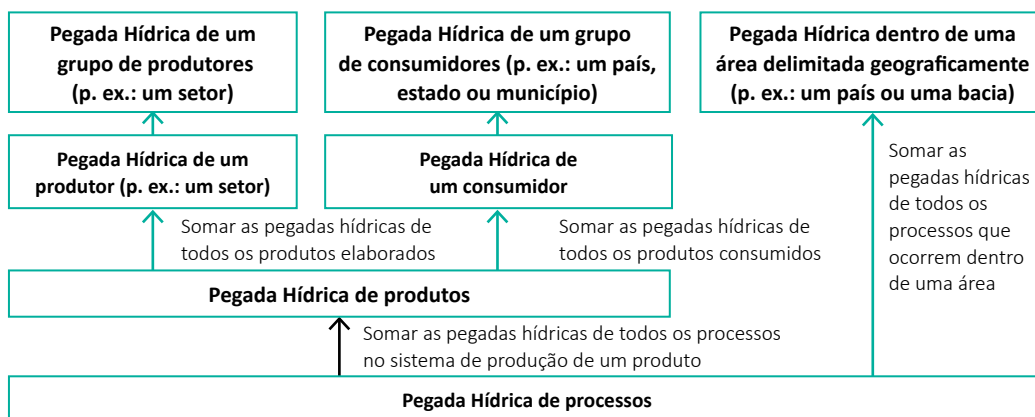 Pegada Hídrica de um
grupo de produtores
(p. ex.: um setor)
Pegada Hídrica de um grupo
de consumidores (p. ex.: um país,
estado ou município)
Pegada Hídrica dentro de uma
área delimitada geograficamente
(p. ex.: um país ou uma bacia)
Pegada Hídrica de um
produtor (p. ex.: um setor)
Pegada Hídrica de
um consumidor
Somar as
pegadas hídricas
de todos os
processos que
ocorrem dentro
de uma área
Somar as pegadas hídricas de
todos os produtos elaborados
Somar as pegadas hídricas de
todos os produtos consumidos
Pegada Hídrica de produtos
Somar as pegadas hídricas de todos os processos
no sistema de produção de um produto
Pegada Hídrica de processos